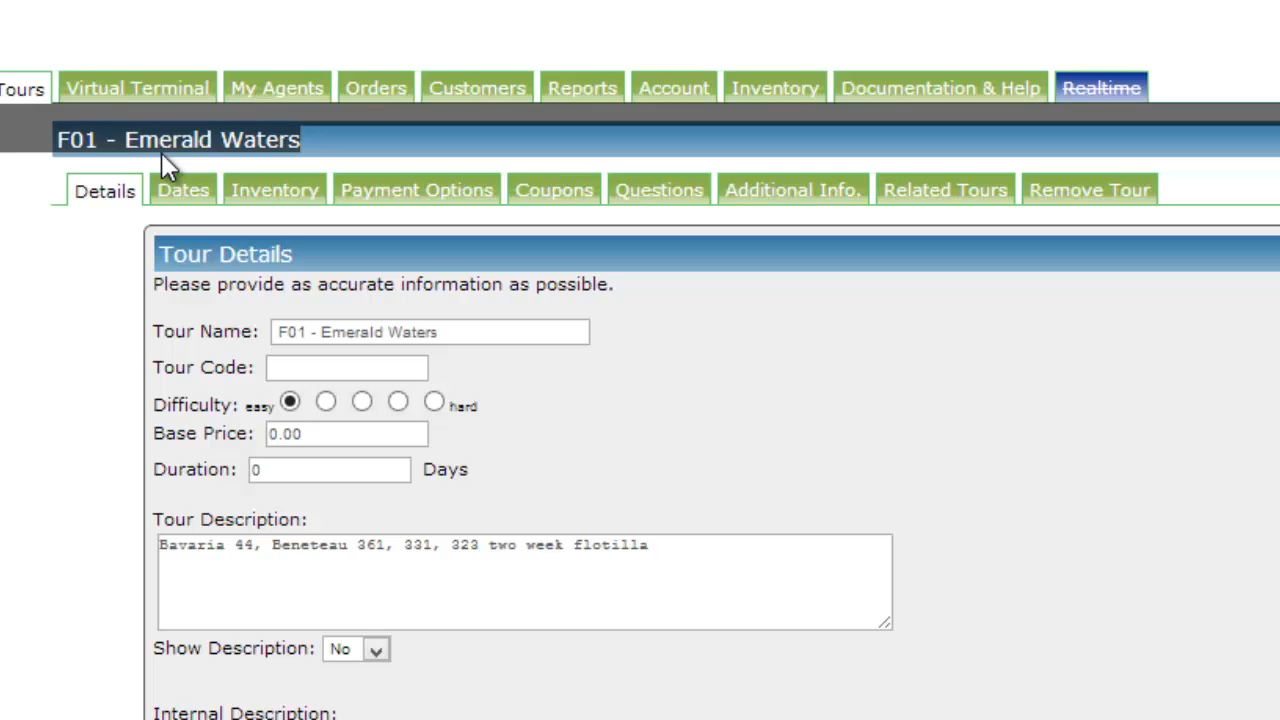 Tours Virtual Terminal My Agents Orders Customers Reports Account Inventory Documentation & Help Realtime
F01 - Emerald Waters
Details Dates Inventory Payment Options Coupons Questions Additional Info. Related Tours Remove Tour
Tour Details
Please provide as accurate information as possible.
Tour Name: F01 - Emerald Waters
Tour Code:
Difficulty: easy hard
Base Price: 0.00
Duration: 0 Days
Tour Description:
Bavaria 44, Beneteau 361, 331, 323 two week flotilla
Show Description: No
Internal Description: